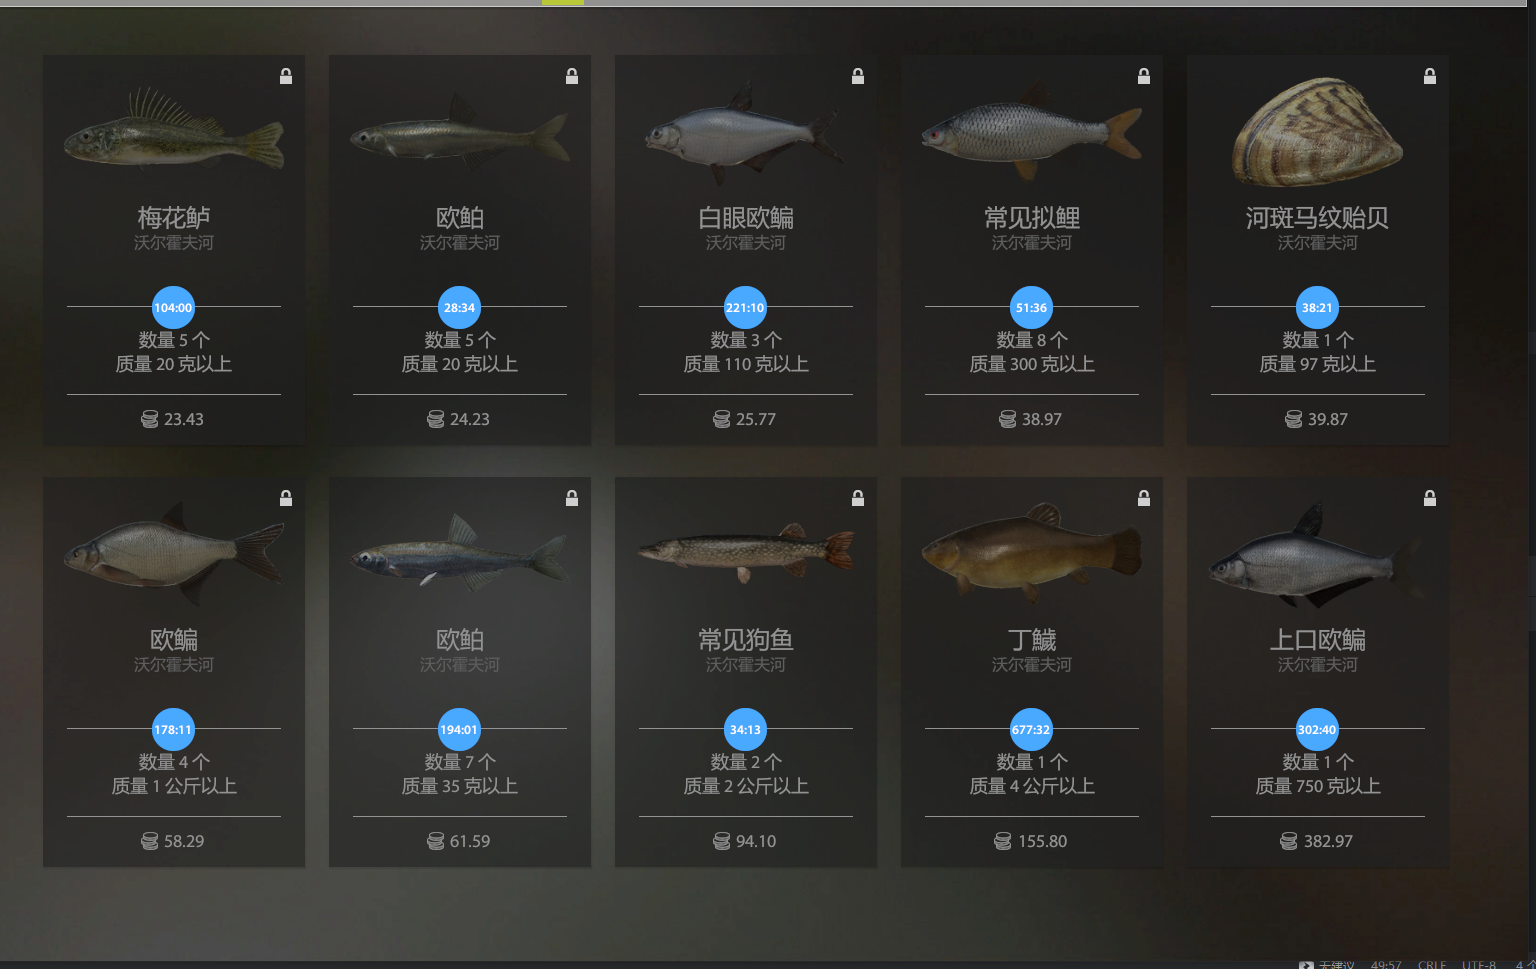 梅花鲈
沃尔霍夫河
104:00
数量 5 个
质量 20 克以上
23.43
欧鲌
沃尔霍夫河
28:34
数量 5 个
质量 20 克以上
24.23
白眼欧鳊
沃尔霍夫河
221:10
数量 3 个
质量 110 克以上
25.77
常见拟鲤
沃尔霍夫河
51:36
数量 8 个
质量 300 克以上
38.97
河斑马纹贻贝
沃尔霍夫河
38:21
数量 1 个
质量 97 克以上
39.87
欧鳊
沃尔霍夫河
178:11
数量 4 个
质量 1 公斤以上
58.29
欧鲌
沃尔霍夫河
194:01
数量 7 个
质量 35 克以上
61.59
常见狗鱼
沃尔霍夫河
34:13
数量 2 个
质量 2 公斤以上
94.10
丁鱥
沃尔霍夫河
677:32
数量 1 个
质量 4 公斤以上
155.80
上口欧鳊
沃尔霍夫河
302:40
数量 1 个
质量 750 克以上
382.97
无建议 49:57 CRLF UTF-8 4 个